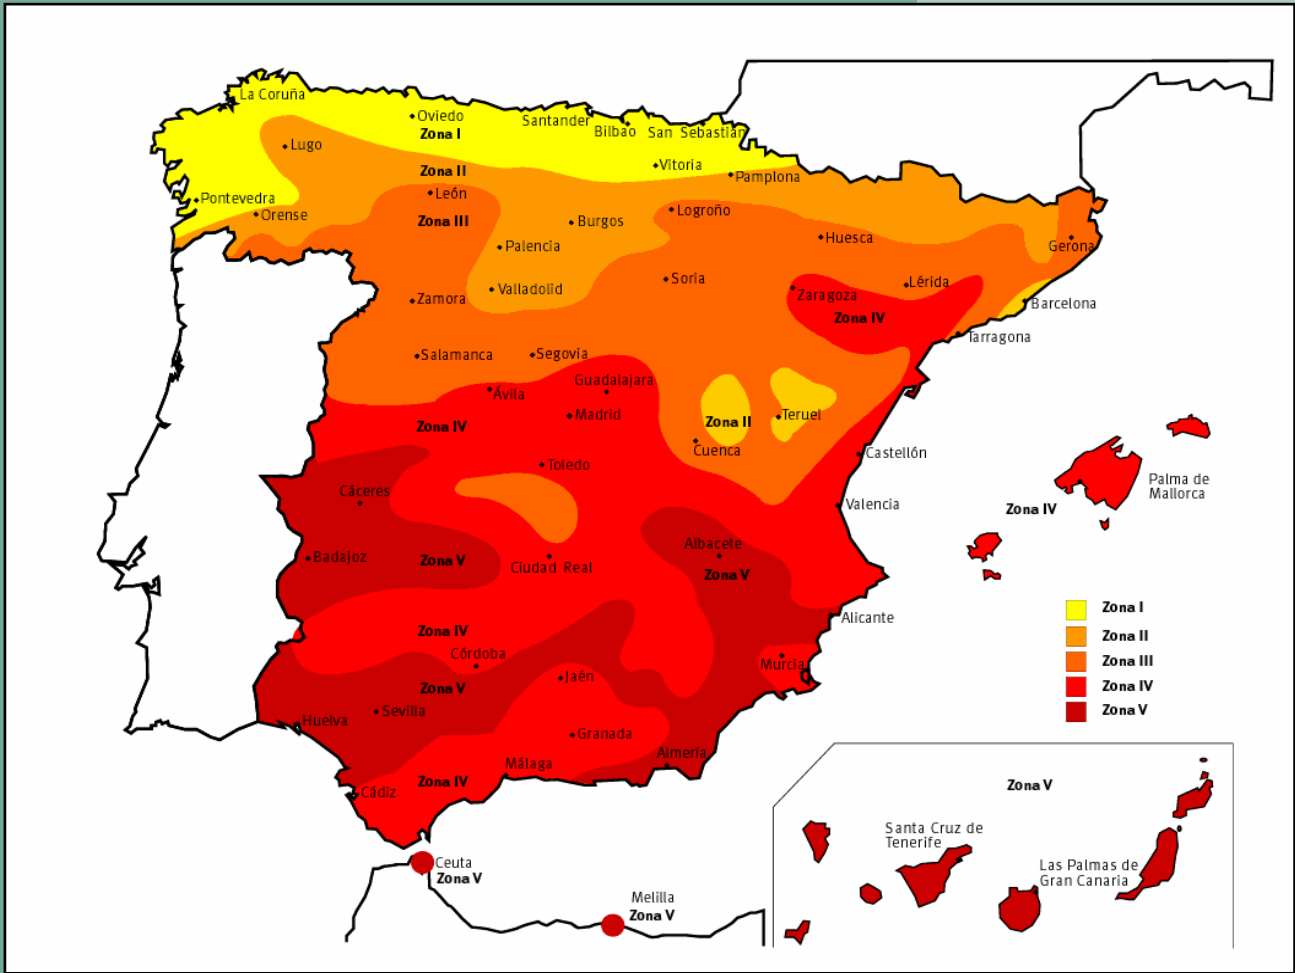 La Coruña
Oviedo
Santander
Bilbao
San Sebastián
Zona I
Lugo
Vitoria
Zona II
Pamplona
León
Pontevedra
Orense
Zona III
Burgos
Logroño
Palencia
Huesca
Gerona
Soria
Lérida
Valladolid
Zaragoza
Zamora
Barcelona
Zona IV
Tarragona
Salamanca
Segovia
Guadalajara
Ávila
Madrid
Zona II
Teruel
Zona IV
Cuenca
Castellón
Toledo
Palma de
Mallorca
Cáceres
Valencia
Zona IV
Albacete
Badajoz
Zona V
Ciudad Real
Zona V
Zona I
Alicante
Zona II
Zona IV
Córdoba
Zona III
Murcia
Jaén
Zona IV
Zona V
Sevilla
Zona V
Huelva
Granada
Almería
Málaga
Zona IV
Cádiz
Zona V
Santa Cruz de
Tenerife
Ceuta
Zona V
Las Palmas de
Gran Canaria
Melilla
Zona V